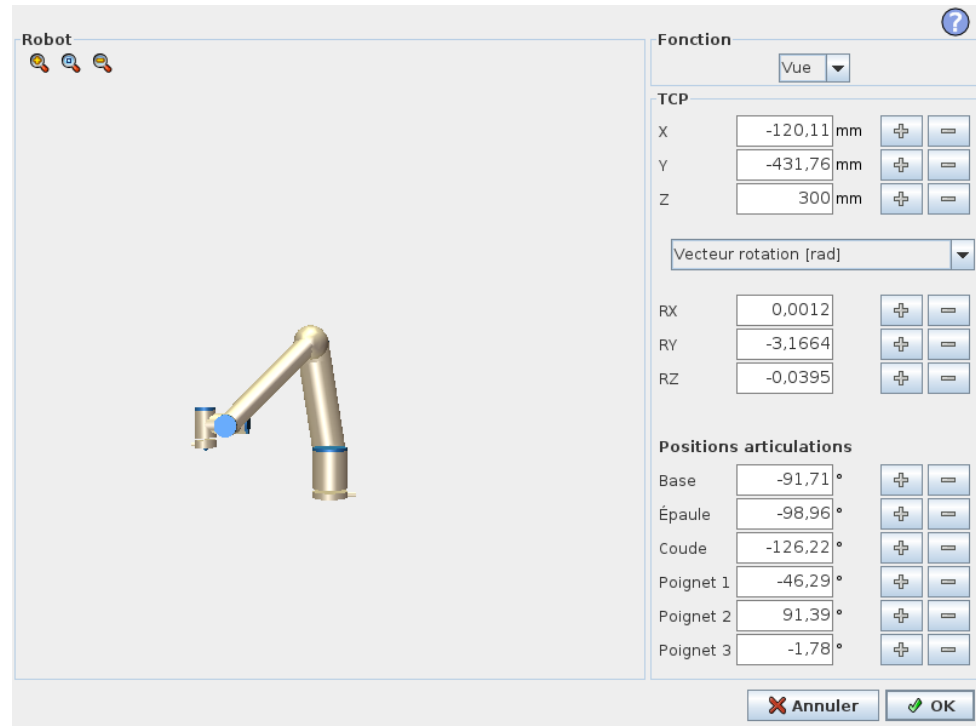 Robot
Fonction
Vue
TCP
X -120,11 mm
Y -431,76 mm
Z 300 mm
Vecteur rotation [rad]
RX 0,0012
RY -3,1664
RZ -0,0395
Positions articulations
Base -91,71 °
Épaule -98,96 °
Coude -126,22 °
Poignet 1 -46,29 °
Poignet 2 91,39 °
Poignet 3 -1,78 °
Annuler OK